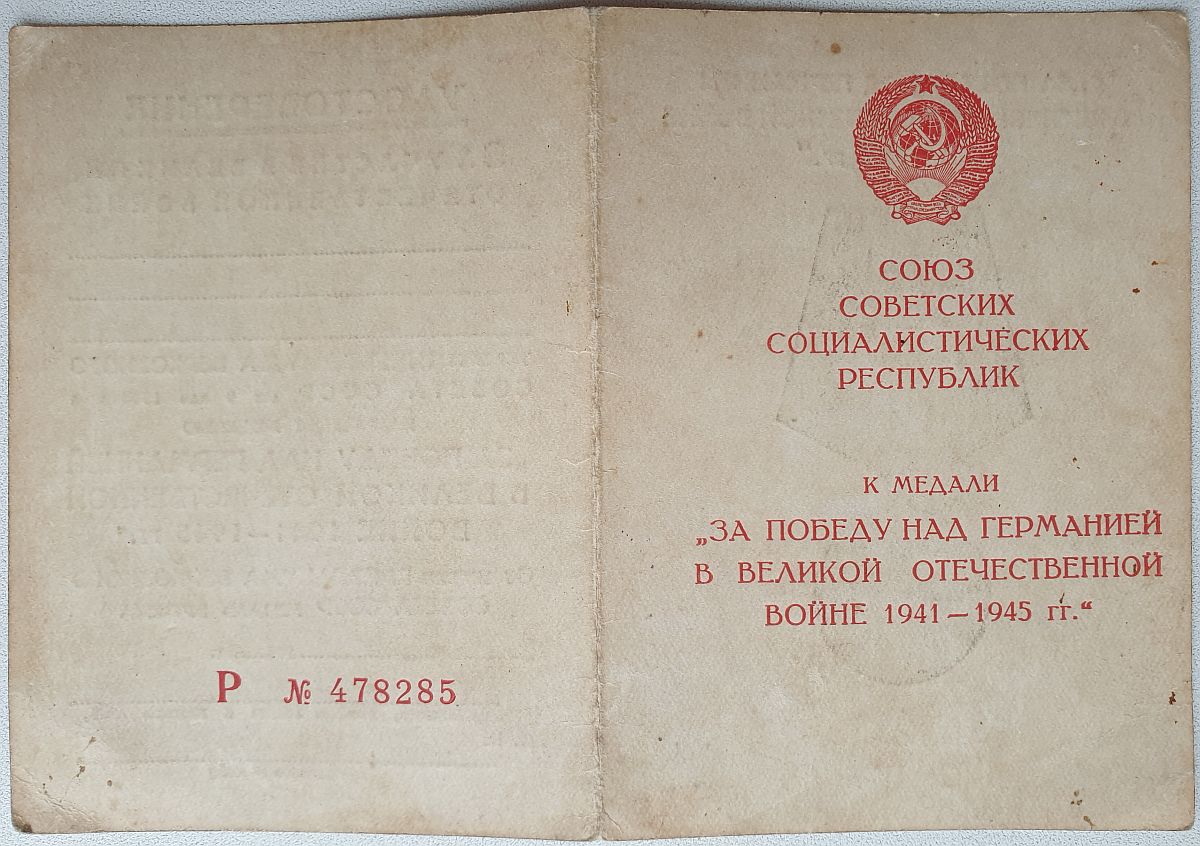 Р № 478285
СОЮЗ
СОВЕТСКИХ
СОЦИАЛИСТИЧЕСКИХ
РЕСПУБЛИК
К МЕДАЛИ
„ЗА ПОБЕДУ НАД ГЕРМАНИЕЙ
В ВЕЛИКОЙ ОТЕЧЕСТВЕННОЙ
ВОЙНЕ 1941 — 1945 гг.“